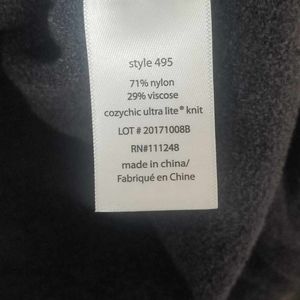 style 495
71% nylon
29% viscose
cozychic ultra lite® knit
LOT # 20171008B
RN#111248
made in china/
Fabriqué en Chine